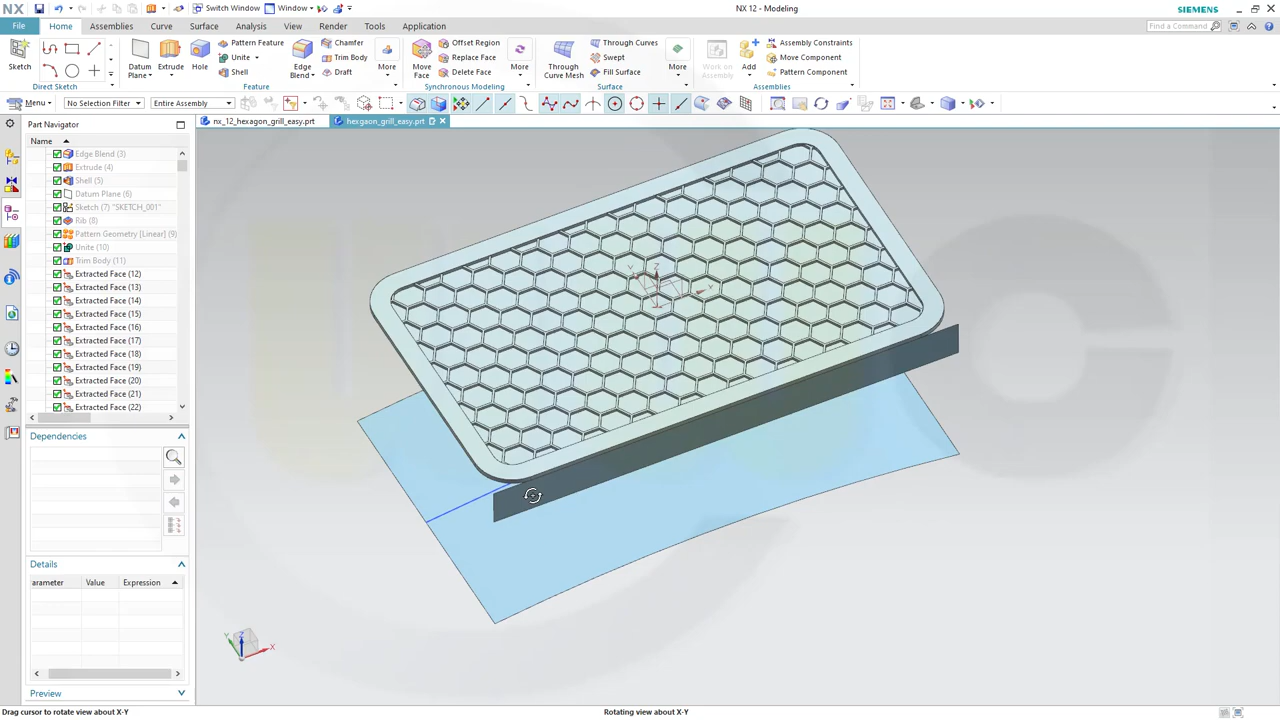 NX
Switch Window
Window
NX 12 - Modeling
SIEMENS
File
Home
Assemblies
Curve
Surface
Analysis
View
Render
Tools
Application
Find a Command
Sketch
Direct Sketch
Datum Plane
Extrude
Hole
Pattern Feature
Unite
Shell
Edge Blend
Chamfer
Trim Body
Draft
More
Feature
Move Face
Offset Region
Replace Face
Delete Face
More
Synchronous Modeling
Through Curve Mesh
Through Curves
Swept
Fill Surface
More
Surface
Work on Assembly
Add
Assembly Constraints
Move Component
Pattern Component
Assemblies
Menu
No Selection Filter
Entire Assembly
Part Navigator
nx_12_hexagon_grill_easy.prt
hexgaon_grill_easy.prt
Name
Edge Blend (3)
Extrude (4)
Shell (5)
Datum Plane (6)
Sketch (7) "SKETCH_001"
Rib (8)
Pattern Geometry [Linear] (9)
Unite (10)
Trim Body (11)
Extracted Face (12)
Extracted Face (13)
Extracted Face (14)
Extracted Face (15)
Extracted Face (16)
Extracted Face (17)
Extracted Face (18)
Extracted Face (19)
Extracted Face (20)
Extracted Face (21)
Extracted Face (22)
Dependencies
Details
arameter
Value
Expression
Preview
Y
Z
Y
Z
Y
X
Drag cursor to rotate view about X-Y
Rotating view about X-Y